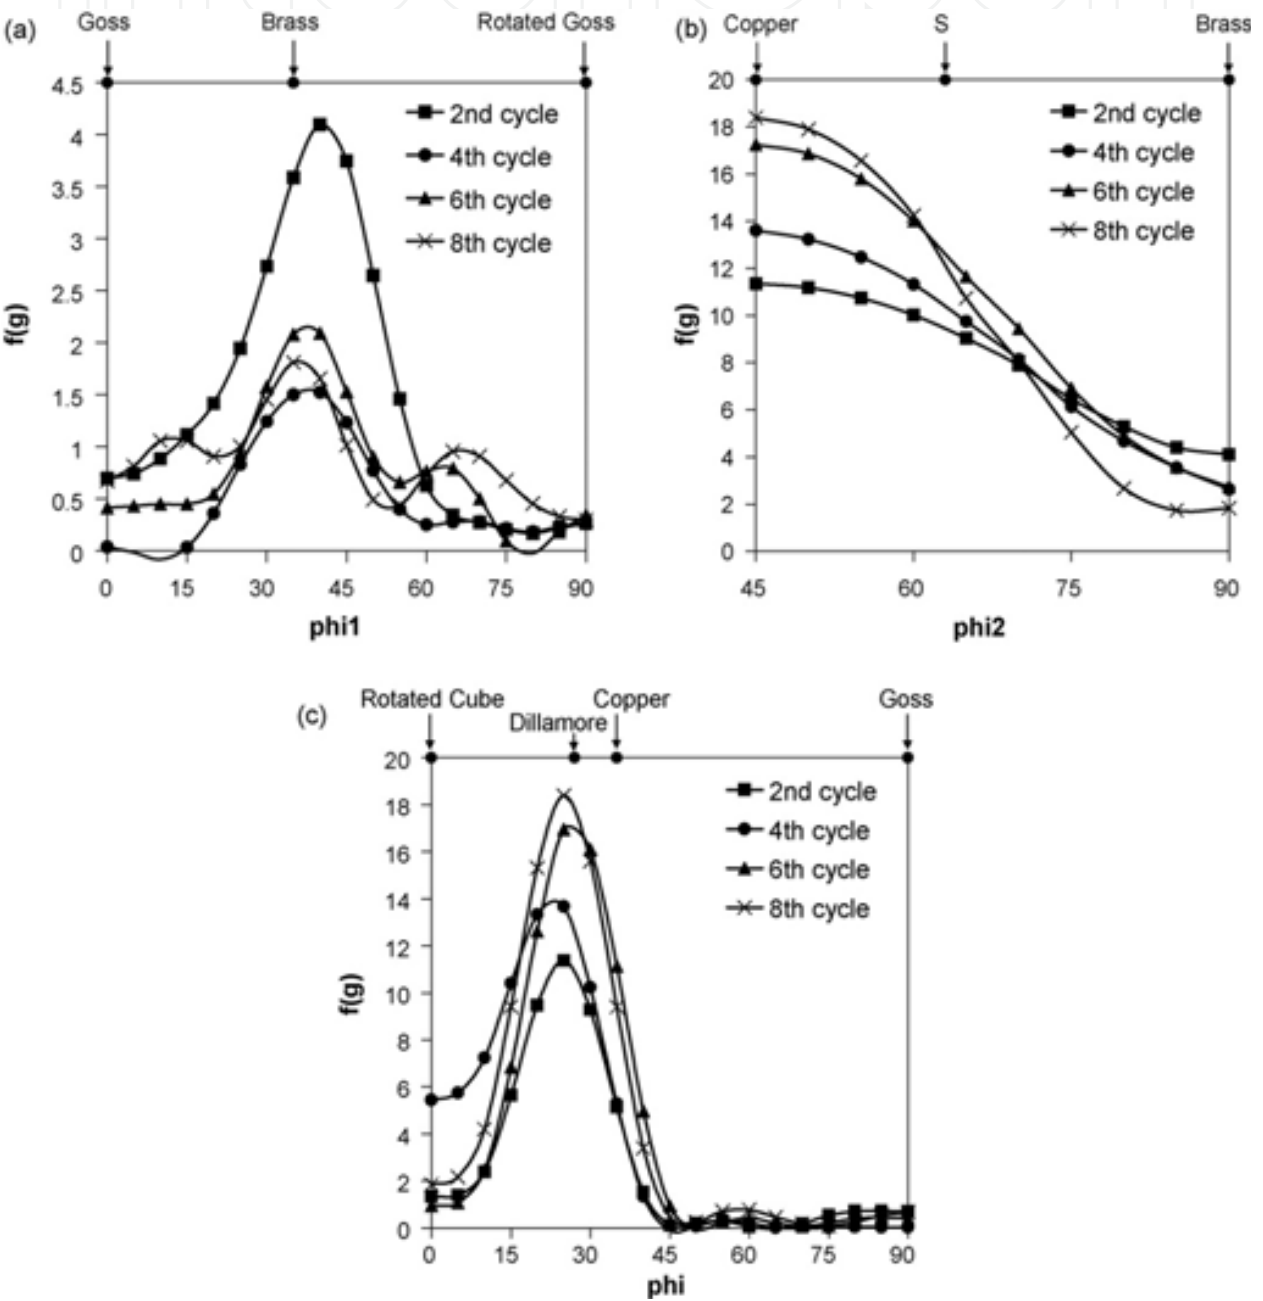 (a) Goss Brass Rotated Goss
4.5
4
3.5
3
2.5
2
1.5
1
0.5
0
f(g)
2nd cycle
4th cycle
6th cycle
8th cycle
0 15 30 45 60 75 90
phi1
(b) Copper S Brass
20
18
16
14
12
10
8
6
4
2
0
f(g)
2nd cycle
4th cycle
6th cycle
8th cycle
45 60 75 90
phi2
(c) Rotated Cube Dillamore Copper Goss
20
18
16
14
12
10
8
6
4
2
0
f(g)
2nd cycle
4th cycle
6th cycle
8th cycle
0 15 30 45 60 75 90
phi